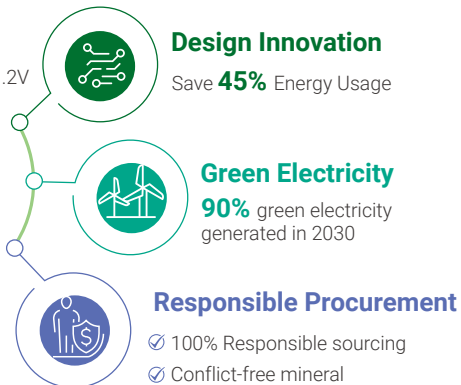 Design Innovation
.2V
Save 45% Energy Usage
Green Electricity
90% green electricity
generated in 2030
Responsible Procurement
100% Responsible sourcing
Conflict-free mineral